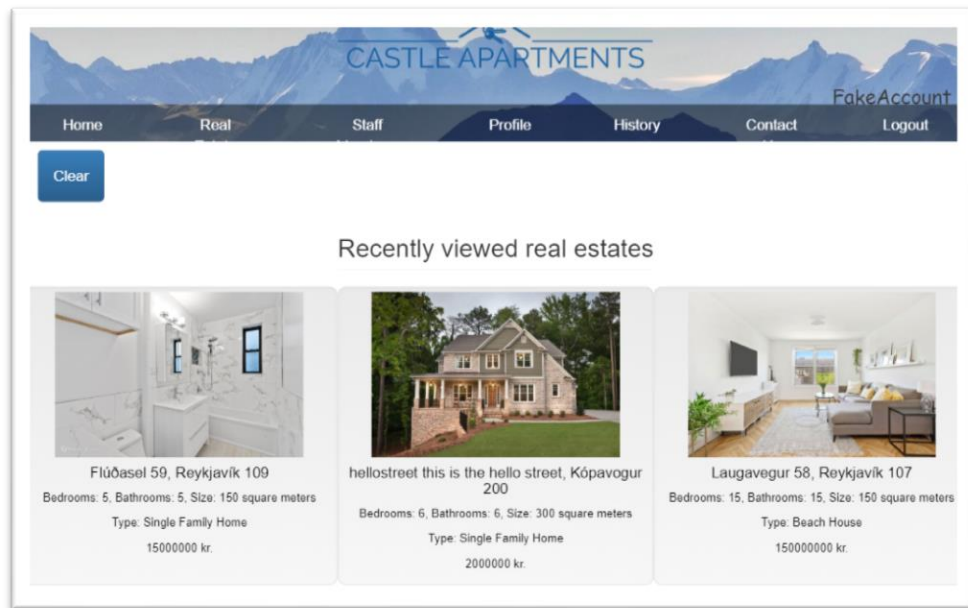 CASTLE APARTMENTS
FakeAccount
Home Real Staff Profile History Contact Logout
Clear
Recently viewed real estates
Flúðasel 59, Reykjavík 109
Bedrooms: 5, Bathrooms: 5, Size: 150 square meters
Type: Single Family Home
15000000 kr.
hellostreet this is the hello street, Kópavogur
200
Bedrooms: 6, Bathrooms: 6, Size: 300 square meters
Type: Single Family Home
2000000 kr.
Laugavegur 58, Reykjavík 107
Bedrooms: 15, Bathrooms: 15, Size: 150 square meters
Type: Beach House
150000000 kr.